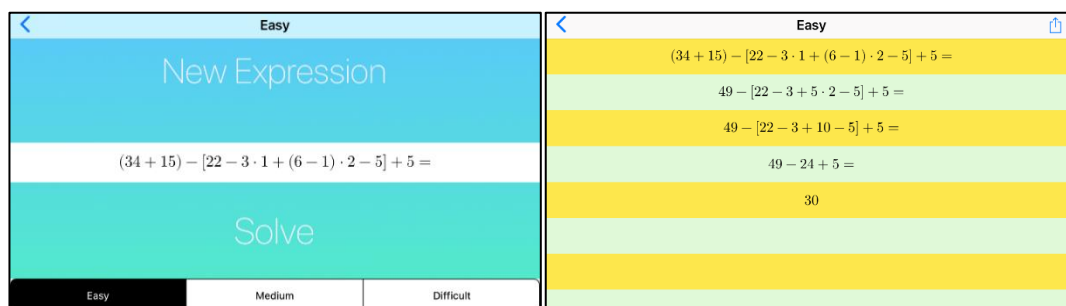 Easy
New Expression
(34 + 15) − [22 − 3 · 1 + (6 − 1) · 2 − 5] + 5 =
Solve
Easy Medium Difficult
Easy
(34 + 15) − [22 − 3 · 1 + (6 − 1) · 2 − 5] + 5 =
49 − [22 − 3 + 5 · 2 − 5] + 5 =
49 − [22 − 3 + 10 − 5] + 5 =
49 − 24 + 5 =
30